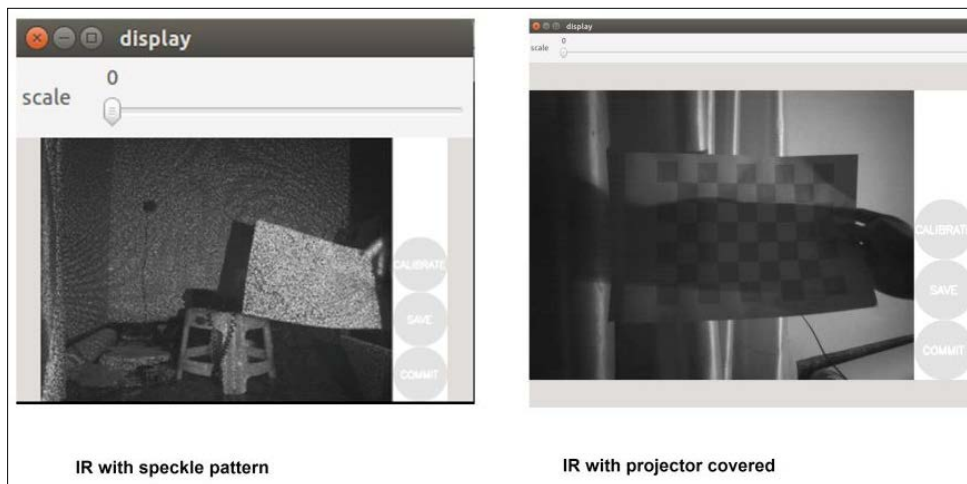 display
0
scale
CALIBRATE
SAVE
COMMIT
IR with speckle pattern
display
0
scale
CALIBRATE
SAVE
COMMIT
IR with projector covered